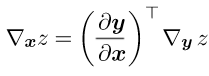 ∇ₓz = (∂y/∂x)^⊤ ∇_y z